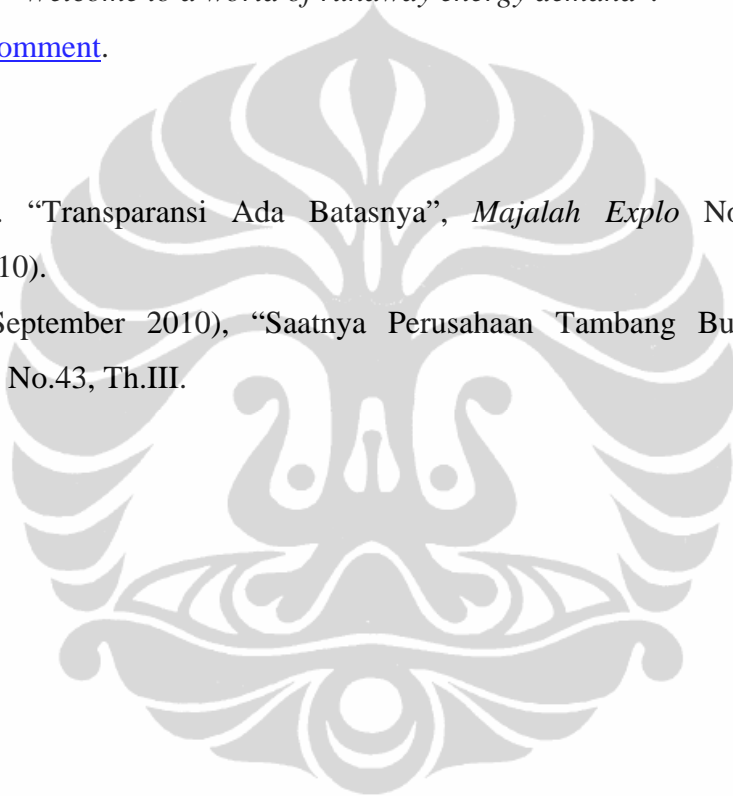 “Welcome to a world of runaway energy demand”.
omment.
. “Transparansi Ada Batasnya”, Majalah Explo No
10).
September 2010), “Saatnya Perusahaan Tambang Bu
No.43, Th.III.